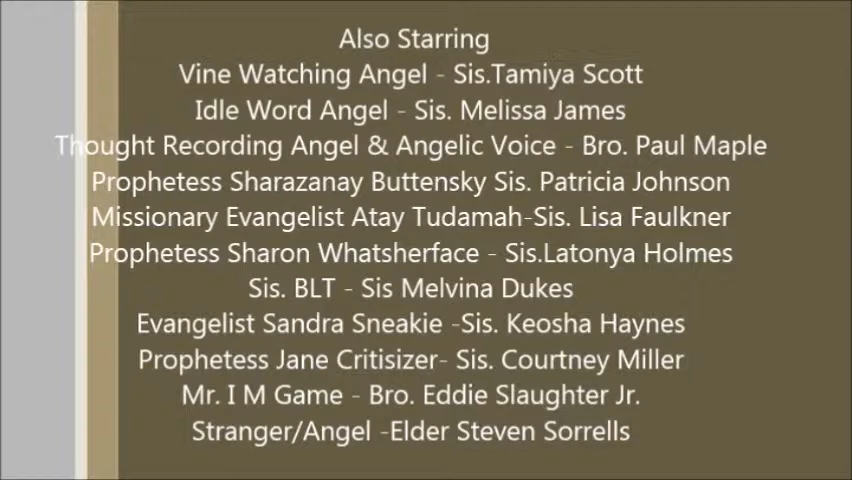 Also Starring
Vine Watching Angel - Sis.Tamiya Scott
Idle Word Angel - Sis. Melissa James
Thought Recording Angel & Angelic Voice - Bro. Paul Maple
Prophetess Sharazanay Buttensky Sis. Patricia Johnson
Missionary Evangelist Atay Tudamah-Sis. Lisa Faulkner
Prophetess Sharon Whatsherface - Sis.Latonya Holmes
Sis. BLT - Sis Melvina Dukes
Evangelist Sandra Sneakie -Sis. Keosha Haynes
Prophetess Jane Critisizer- Sis. Courtney Miller
Mr. I M Game - Bro. Eddie Slaughter Jr.
Stranger/Angel -Elder Steven Sorrells